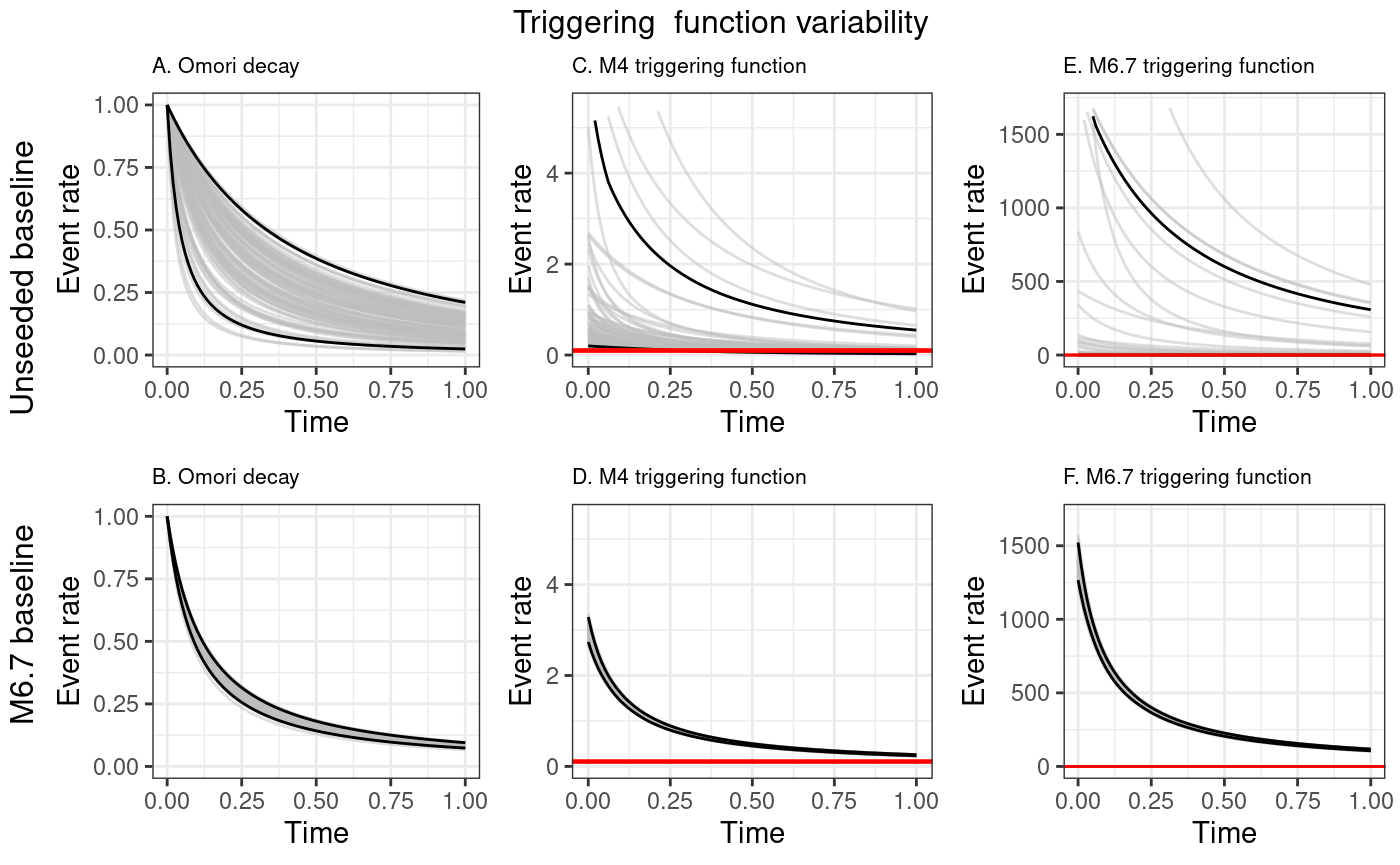 Triggering  function variability
Unseeded baseline
A. Omori decay
Event rate
1.00
0.75
0.50
0.25
0.00
0.00 0.25 0.50 0.75 1.00
Time
C. M4 triggering function
Event rate
4
2
0
0.00 0.25 0.50 0.75 1.00
Time
E. M6.7 triggering function
Event rate
1500
1000
500
0
0.00 0.25 0.50 0.75 1.00
Time
M6.7 baseline
B. Omori decay
Event rate
1.00
0.75
0.50
0.25
0.00
0.00 0.25 0.50 0.75 1.00
Time
D. M4 triggering function
Event rate
4
2
0
0.00 0.25 0.50 0.75 1.00
Time
F. M6.7 triggering function
Event rate
1500
1000
500
0
0.00 0.25 0.50 0.75 1.00
Time